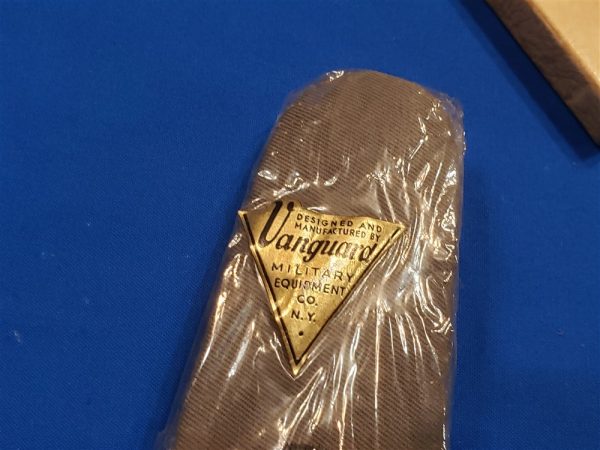 DESIGNED AND
MANUFACTURED BY
Vanguard
MILITARY
EQUIPMENT
CO.
N.Y.